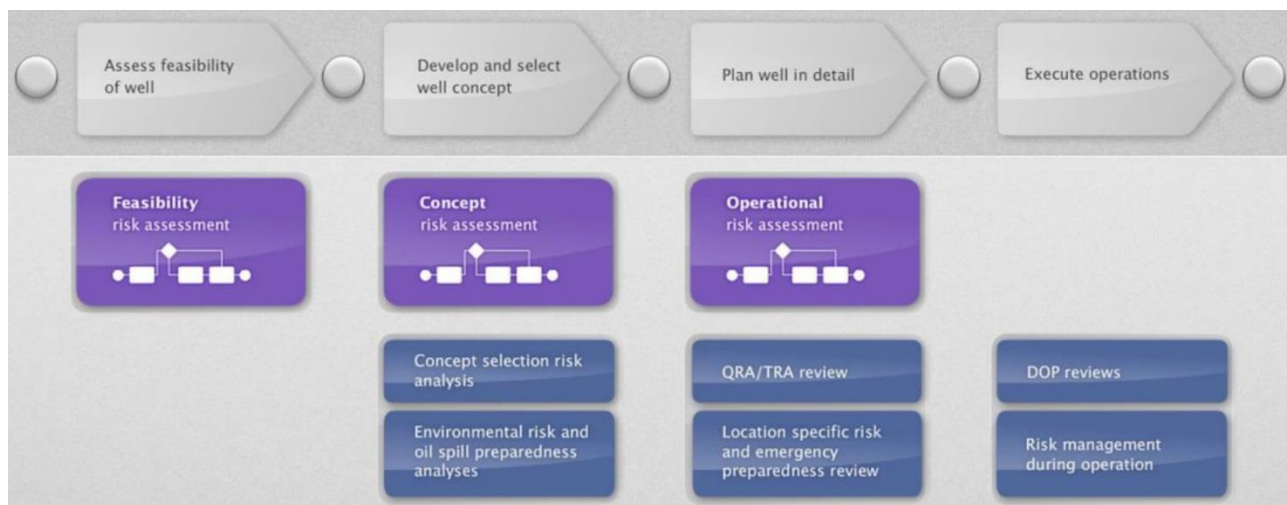 Assess feasibility
of well
Develop and select
well concept
Plan well in detail
Execute operations
Feasibility
risk assessment
Concept
risk assessment
Operational
risk assessment
Concept selection risk
analysis
QRA/TRA review
DOP reviews
Environmental risk and
oil spill preparedness
analyses
Location specific risk
and emergency
preparedness review
Risk management
during operation